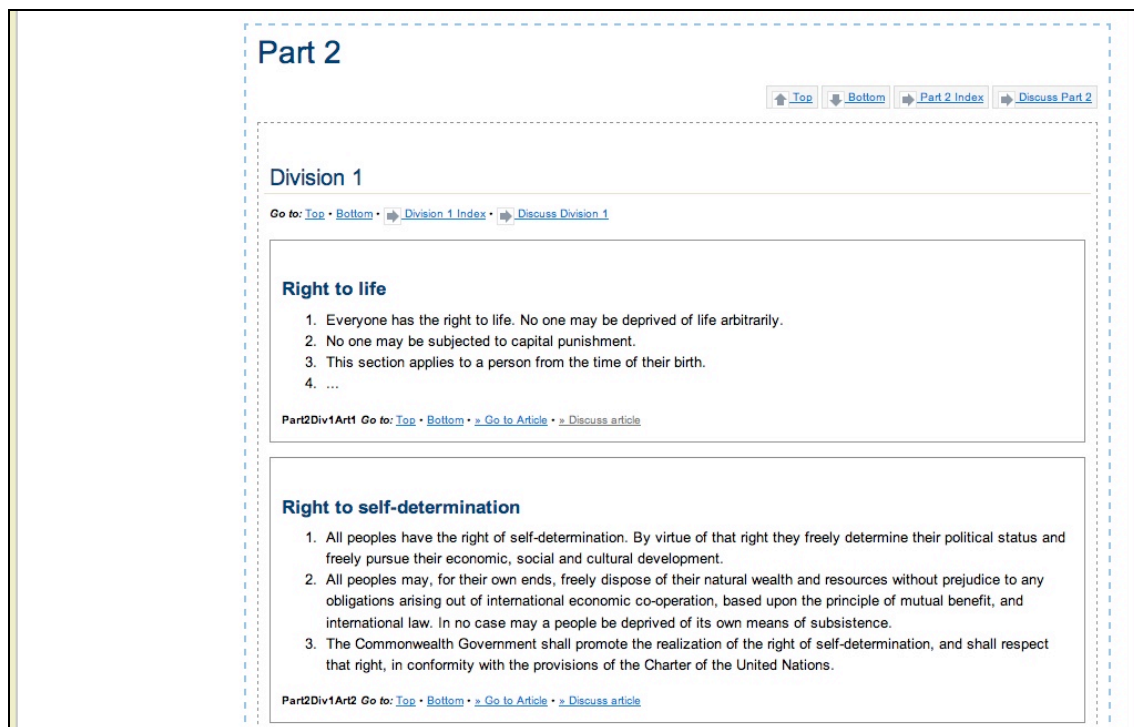 Part 2
Top Bottom Part 2 Index Discuss Part 2
Division 1
Go to: Top • Bottom • Division 1 Index • Discuss Division 1
Right to life
1. Everyone has the right to life. No one may be deprived of life arbitrarily.
2. No one may be subjected to capital punishment.
3. This section applies to a person from the time of their birth.
4. ...
Part2Div1Art1 Go to: Top • Bottom • » Go to Article • » Discuss article
Right to self-determination
1. All peoples have the right of self-determination. By virtue of that right they freely determine their political status and
freely pursue their economic, social and cultural development.
2. All peoples may, for their own ends, freely dispose of their natural wealth and resources without prejudice to any
obligations arising out of international economic co-operation, based upon the principle of mutual benefit, and
international law. In no case may a people be deprived of its own means of subsistence.
3. The Commonwealth Government shall promote the realization of the right of self-determination, and shall respect
that right, in conformity with the provisions of the Charter of the United Nations.
Part2Div1Art2 Go to: Top • Bottom • » Go to Article • » Discuss article